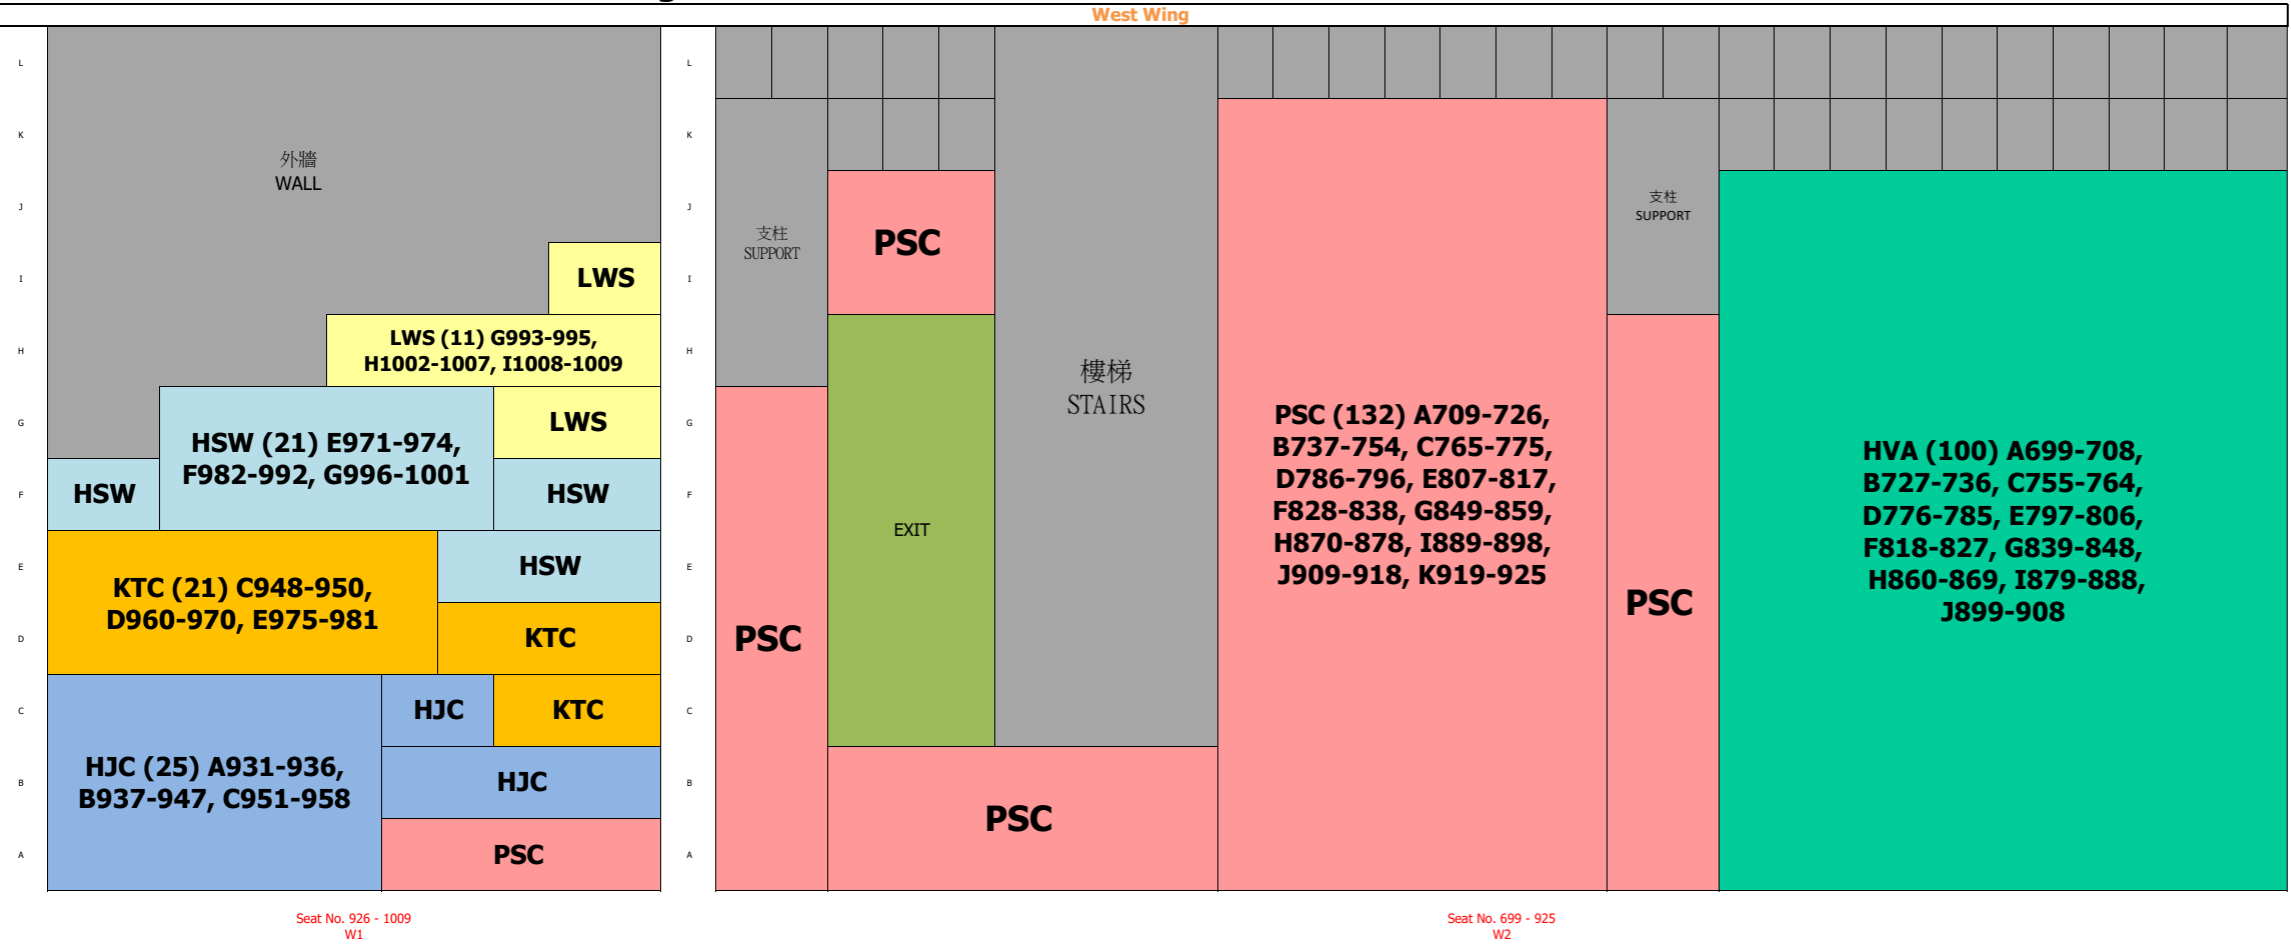 West Wing
L
L
K
K
外牆
WALL
J
J
支柱
SUPPORT
支柱
SUPPORT
PSC
I
LWS
I
H
LWS (11) G993-995,
H1002-1007, I1008-1009
H
樓梯
STAIRS
G
HSW (21) E971-974,
F982-992, G996-1001
LWS
G
PSC (132) A709-726,
B737-754, C765-775,
D786-796, E807-817,
F828-838, G849-859,
H870-878, I889-898,
J909-918, K919-925
HVA (100) A699-708,
B727-736, C755-764,
D776-785, E797-806,
F818-827, G839-848,
H860-869, I879-888,
J899-908
F
HSW
HSW
F
EXIT
E
KTC (21) C948-950,
D960-970, E975-981
HSW
E
PSC
D
KTC
D
PSC
C
HJC
KTC
C
HJC (25) A931-936,
B937-947, C951-958
B
HJC
B
PSC
A
PSC
A
Seat No. 926 - 1009
W1
Seat No. 699 - 925
W2